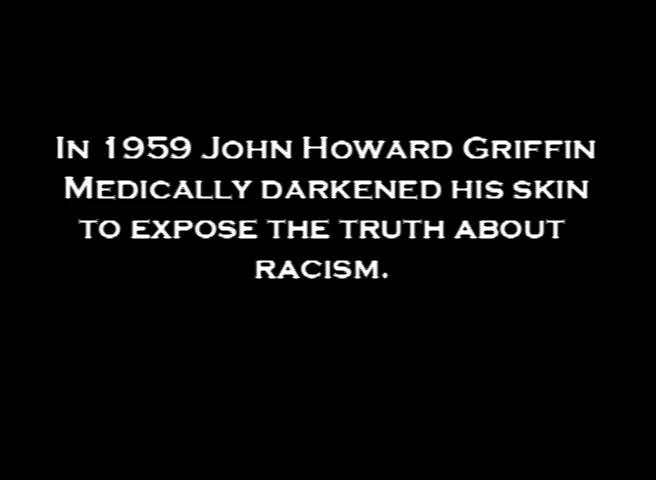 In 1959 John Howard Griffin
Medically darkened his skin
to expose the truth about
racism.